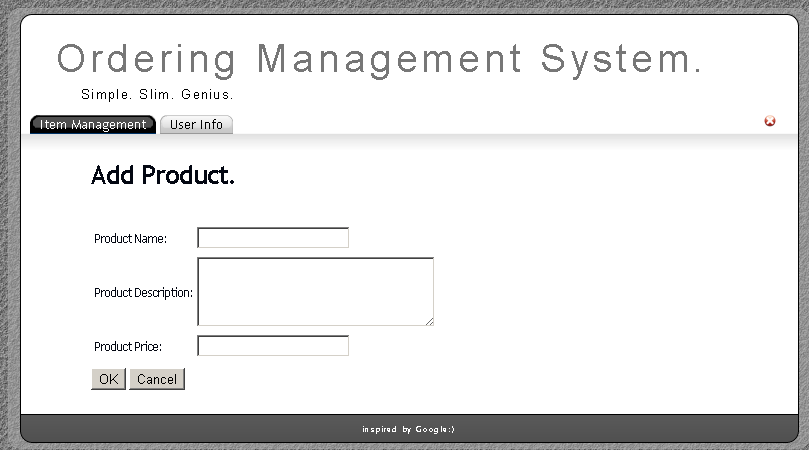 Ordering Management System.
Simple. Slim. Genius.
Item Management User Info
Add Product.
Product Name:
Product Description:
Product Price:
OK Cancel
inspired by Google:)